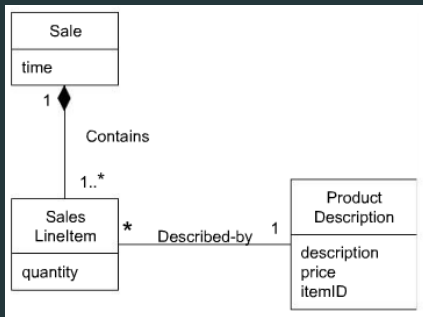 Sale
time
1
Contains
1..*
Sales
LineItem
quantity
*
Described-by
1
Product
Description
description
price
itemID